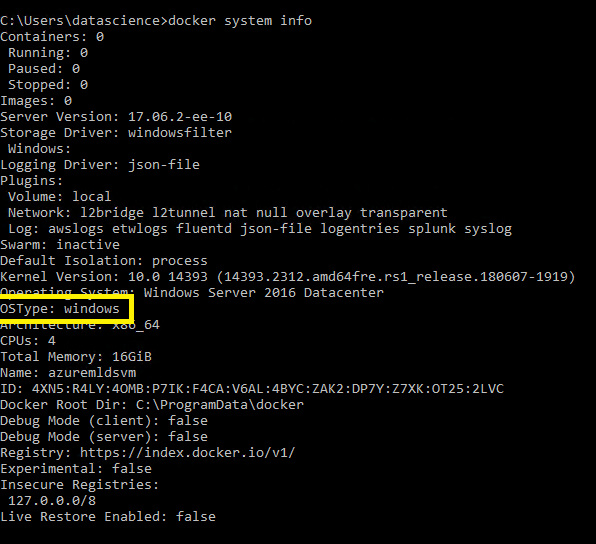 C:\Users\datascience>docker system info
Containers: 0
 Running: 0
 Paused: 0
 Stopped: 0
Images: 0
Server Version: 17.06.2-ee-10
Storage Driver: windowsfilter
 Windows:
Logging Driver: json-file
Plugins:
 Volume: local
 Network: l2bridge l2tunnel nat null overlay transparent
 Log: awslogs etwlogs fluentd json-file logentries splunk syslog
Swarm: inactive
Default Isolation: process
Kernel Version: 10.0 14393 (14393.2312.amd64fre.rs1_release.180607-1919)
Operating System: Windows Server 2016 Datacenter
OSType: windows
Architecture: x86_64
CPUs: 4
Total Memory: 16GiB
Name: azuremldsvm
ID: 4XN5:R4LY:4OMB:P7IK:F4CA:V6AL:4BYC:ZAK2:DP7Y:Z7XK:OT25:2LVC
Docker Root Dir: C:\ProgramData\docker
Debug Mode (client): false
Debug Mode (server): false
Registry: https://index.docker.io/v1/
Experimental: false
Insecure Registries:
 127.0.0.0/8
Live Restore Enabled: false